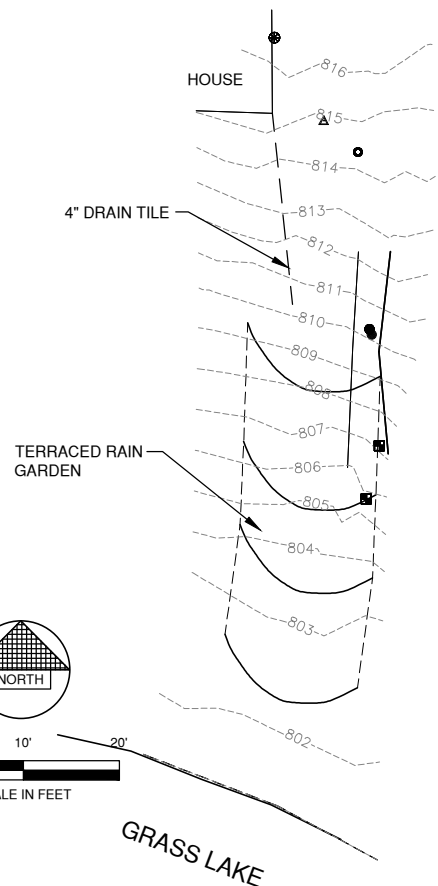 816
HOUSE
815
814
813
4" DRAIN TILE
812
811
810
809
808
807
TERRACED RAIN
GARDEN
806
805
804
803
NORTH
802
10'
20'
ALE IN FEET
GRASS LAKE